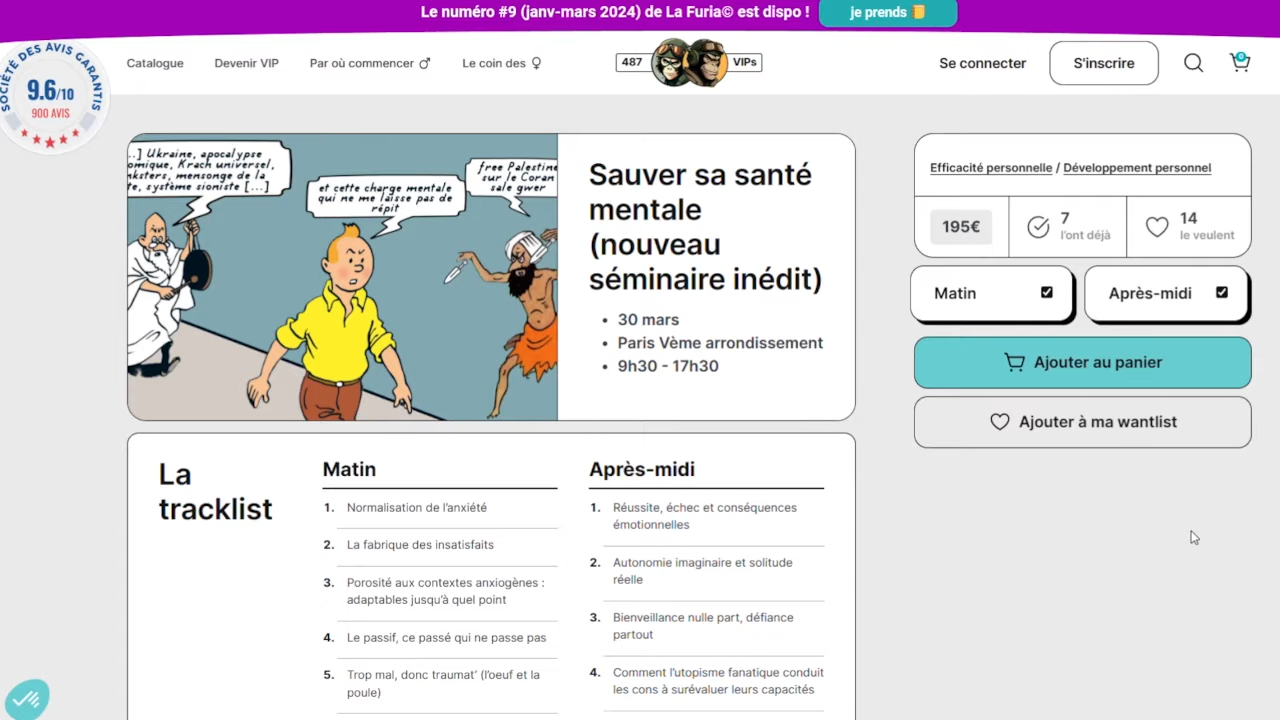 Le numéro #9 (janv-mars 2024) de La Furia© est dispo !
je prends
SOCIÉTÉ DES AVIS GARANTIS
9.6/10
900 AVIS
Catalogue
Devenir VIP
Par où commencer ♂
Le coin des ♀
487
VIPs
Se connecter
S'inscrire
0
..] Ukraine, apocalypse
omique, Krach universel,
nksters, mensonge de la
te, système sioniste [...]
et cette charge mentale
qui ne me laisse pas de
répit
free Palestine
sur le Coran
sale gwer
Sauver sa santé
mentale
(nouveau
séminaire inédit)
• 30 mars
• Paris Vème arrondissement
• 9h30 - 17h30
Efficacité personnelle / Développement personnel
195€
7
l'ont déjà
14
le veulent
Matin
Après-midi
Ajouter au panier
Ajouter à ma wantlist
La
tracklist
Matin
1. Normalisation de l'anxiété
2. La fabrique des insatisfaits
3. Porosité aux contextes anxiogènes :
adaptables jusqu'à quel point
4. Le passif, ce passé qui ne passe pas
5. Trop mal, donc traumat' (l'oeuf et la
poule)
Après-midi
1. Réussite, échec et conséquences
émotionnelles
2. Autonomie imaginaire et solitude
réelle
3. Bienveillance nulle part, défiance
partout
4. Comment l'utopisme fanatique conduit
les cons à surévaluer leurs capacités